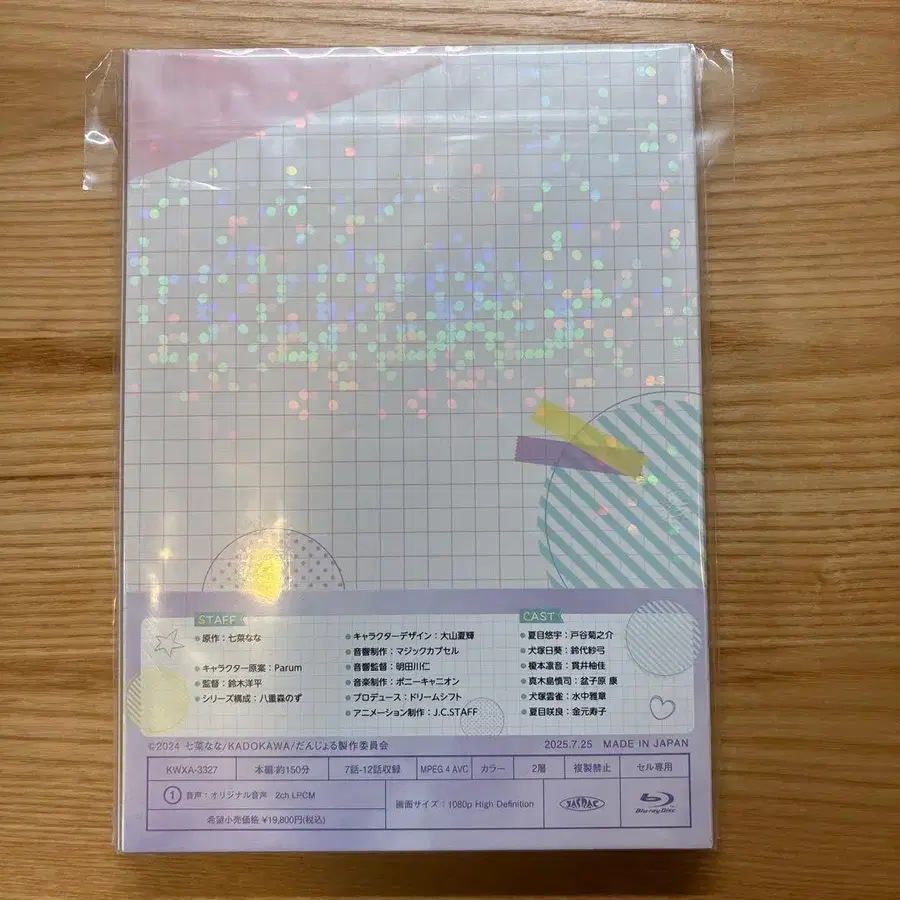 STAFF
原作：七菜なな
キャラクター原案：Parum
監督：鈴木洋平
シリーズ構成：八重森のず
キャラクターデザイン：大山夏輝
音響制作：マジックカプセル
音響監督：明田川仁
音楽制作：ポニーキャニオン
プロデュース：ドリームシフト
アニメーション制作：J.C.STAFF
CAST
夏目悠宇：戸谷菊之介
犬塚日葵：鈴代紗弓
榎本凛音：貫井柚佳
真木島慎司：盆子原 康
犬塚雲雀：水中雅章
夏目咲良：金元寿子
©2024 七菜なな/KADOKAWA/だんじょる製作委員会
2025.7.25 MADE IN JAPAN
KWXA-3327 本編:約150分 7話-12話収録 MPEG 4 AVC カラー 2層 複製禁止 セル専用
① 音声：オリジナル音声 2ch LPCM
希望小売価格 ¥19,800円(税込)
画面サイズ：1080p High Definition
JASRAC
Blu-ray Disc